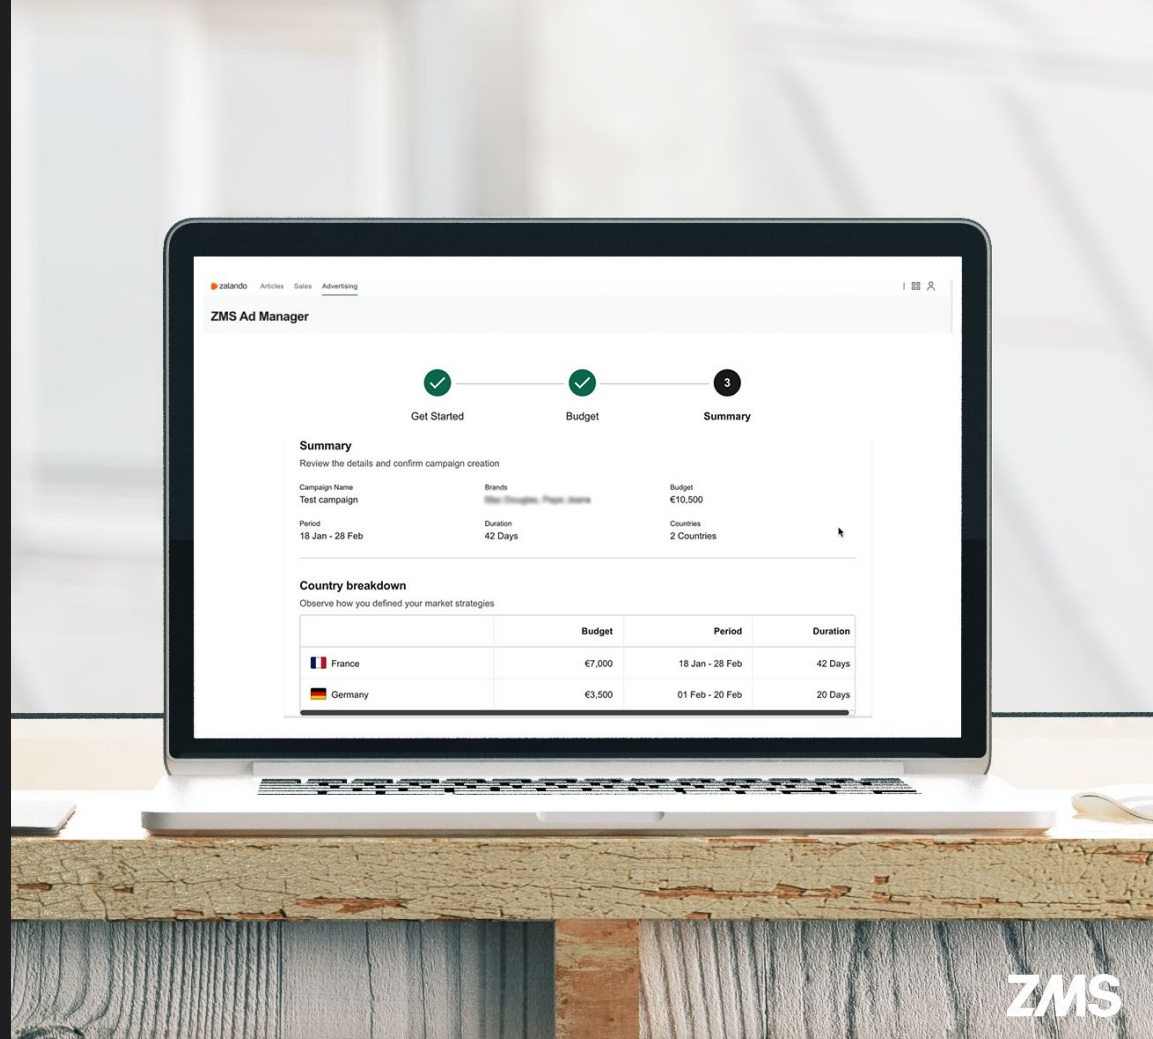 zalando Articles Sales Advertising
ZMS Ad Manager
3
Get Started Budget Summary
Summary
Review the details and confirm campaign creation
Campaign Name Brands Budget
Test campaign €10,500
Period Duration Countries
18 Jan - 28 Feb 42 Days 2 Countries
Country breakdown
Observe how you defined your market strategies
Budget Period Duration
France €7,000 18 Jan - 28 Feb 42 Days
Germany €3,500 01 Feb - 20 Feb 20 Days
ZMS